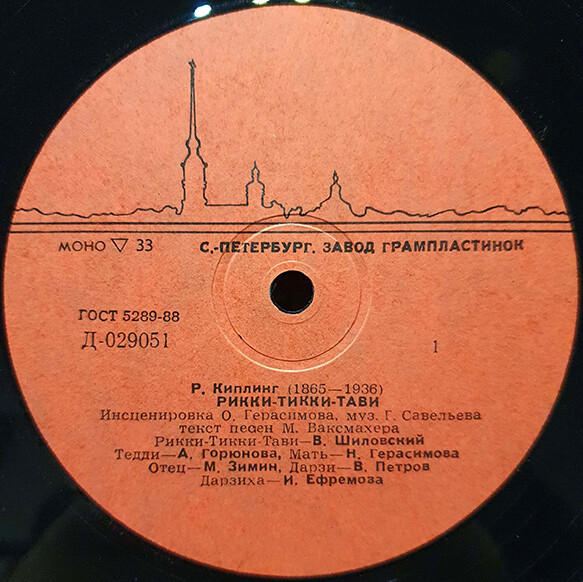 МОНО ▽ 33
С.-ПЕТЕРБУРГ. ЗАВОД ГРАМПЛАСТИНОК
ГОСТ 5289-88
Д-029051
1
Р. Киплинг (1865—1936)
РИККИ-ТИККИ-ТАВИ
Инсценировка О. Герасимова, муз. Г. Савельева
текст песен М. Ваксмахера
Рикки-Тикки-Тави—В. Шиловский
Тедди—А. Горюнова, Мать—Н. Герасимова
Отец—М. Зимин, Дарзи—В. Петров
Дарзиха—И. Ефремова